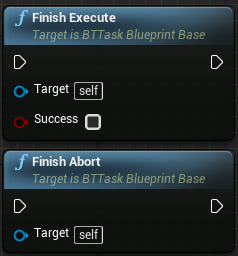 f Finish Execute
Target is BTTask Blueprint Base
Target self
Success
f Finish Abort
Target is BTTask Blueprint Base
Target self